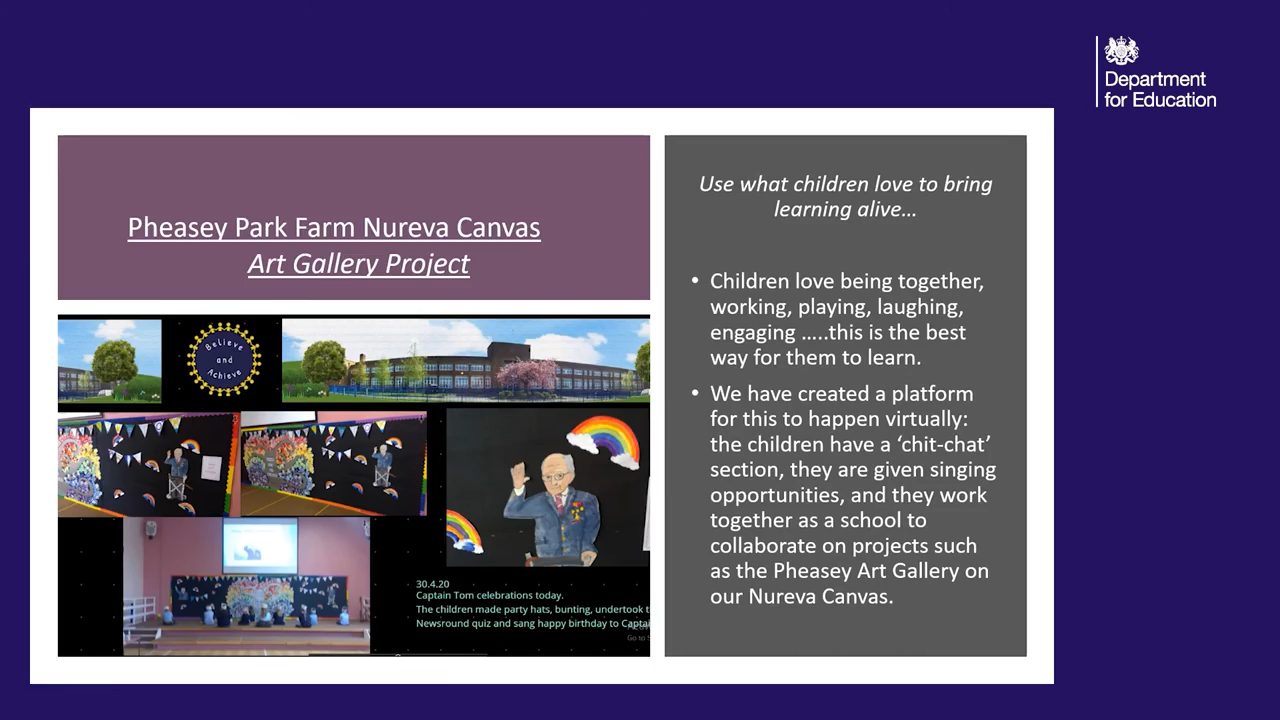 Department
for Education
Pheasey Park Farm Nureva Canvas
Art Gallery Project
Believe
and
Achieve
30.4.20
Captain Tom celebrations today.
The children made party hats, bunting, undertook
Newsround quiz and sang happy birthday to
Go to
Use what children love to bring
learning alive…
• Children love being together,
working, playing, laughing,
engaging …..this is the best
way for them to learn.
• We have created a platform
for this to happen virtually:
the children have a ‘chit-chat’
section, they are given singing
opportunities, and they work
together as a school to
collaborate on projects such
as the Pheasey Art Gallery on
our Nureva Canvas.